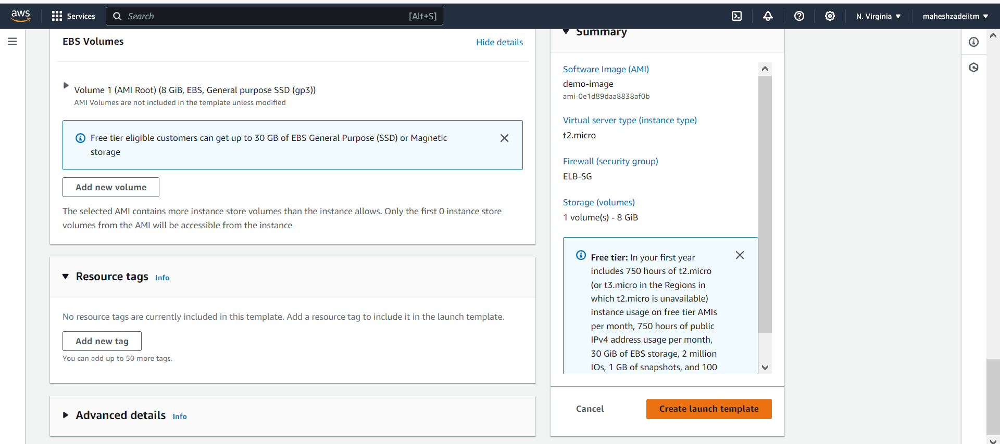 aws
Services
Search
[Alt+S]
N. Virginia
maheshzadeiitm
EBS Volumes
Hide details
Volume 1 (AMI Root) (8 GiB, EBS, General purpose SSD (gp3))
AMI Volumes are not included in the template unless modified
Free tier eligible customers can get up to 30 GB of EBS General Purpose (SSD) or Magnetic
storage
Add new volume
The selected AMI contains more instance store volumes than the instance allows. Only the first 0 instance store
volumes from the AMI will be accessible from the instance
Resource tags Info
No resource tags are currently included in this template. Add a resource tag to include it in the launch template.
Add new tag
You can add up to 50 more tags.
Advanced details Info
Summary
Software Image (AMI)
demo-image
ami-0e1d89daa8838af0b
Virtual server type (instance type)
t2.micro
Firewall (security group)
ELB-SG
Storage (volumes)
1 volume(s) - 8 GiB
Free tier: In your first year
includes 750 hours of t2.micro
(or t3.micro in the Regions in
which t2.micro is unavailable)
instance usage on free tier AMIs
per month, 750 hours of public
IPv4 address usage per month,
30 GiB of EBS storage, 2 million
IOs, 1 GB of snapshots, and 100
Cancel
Create launch template